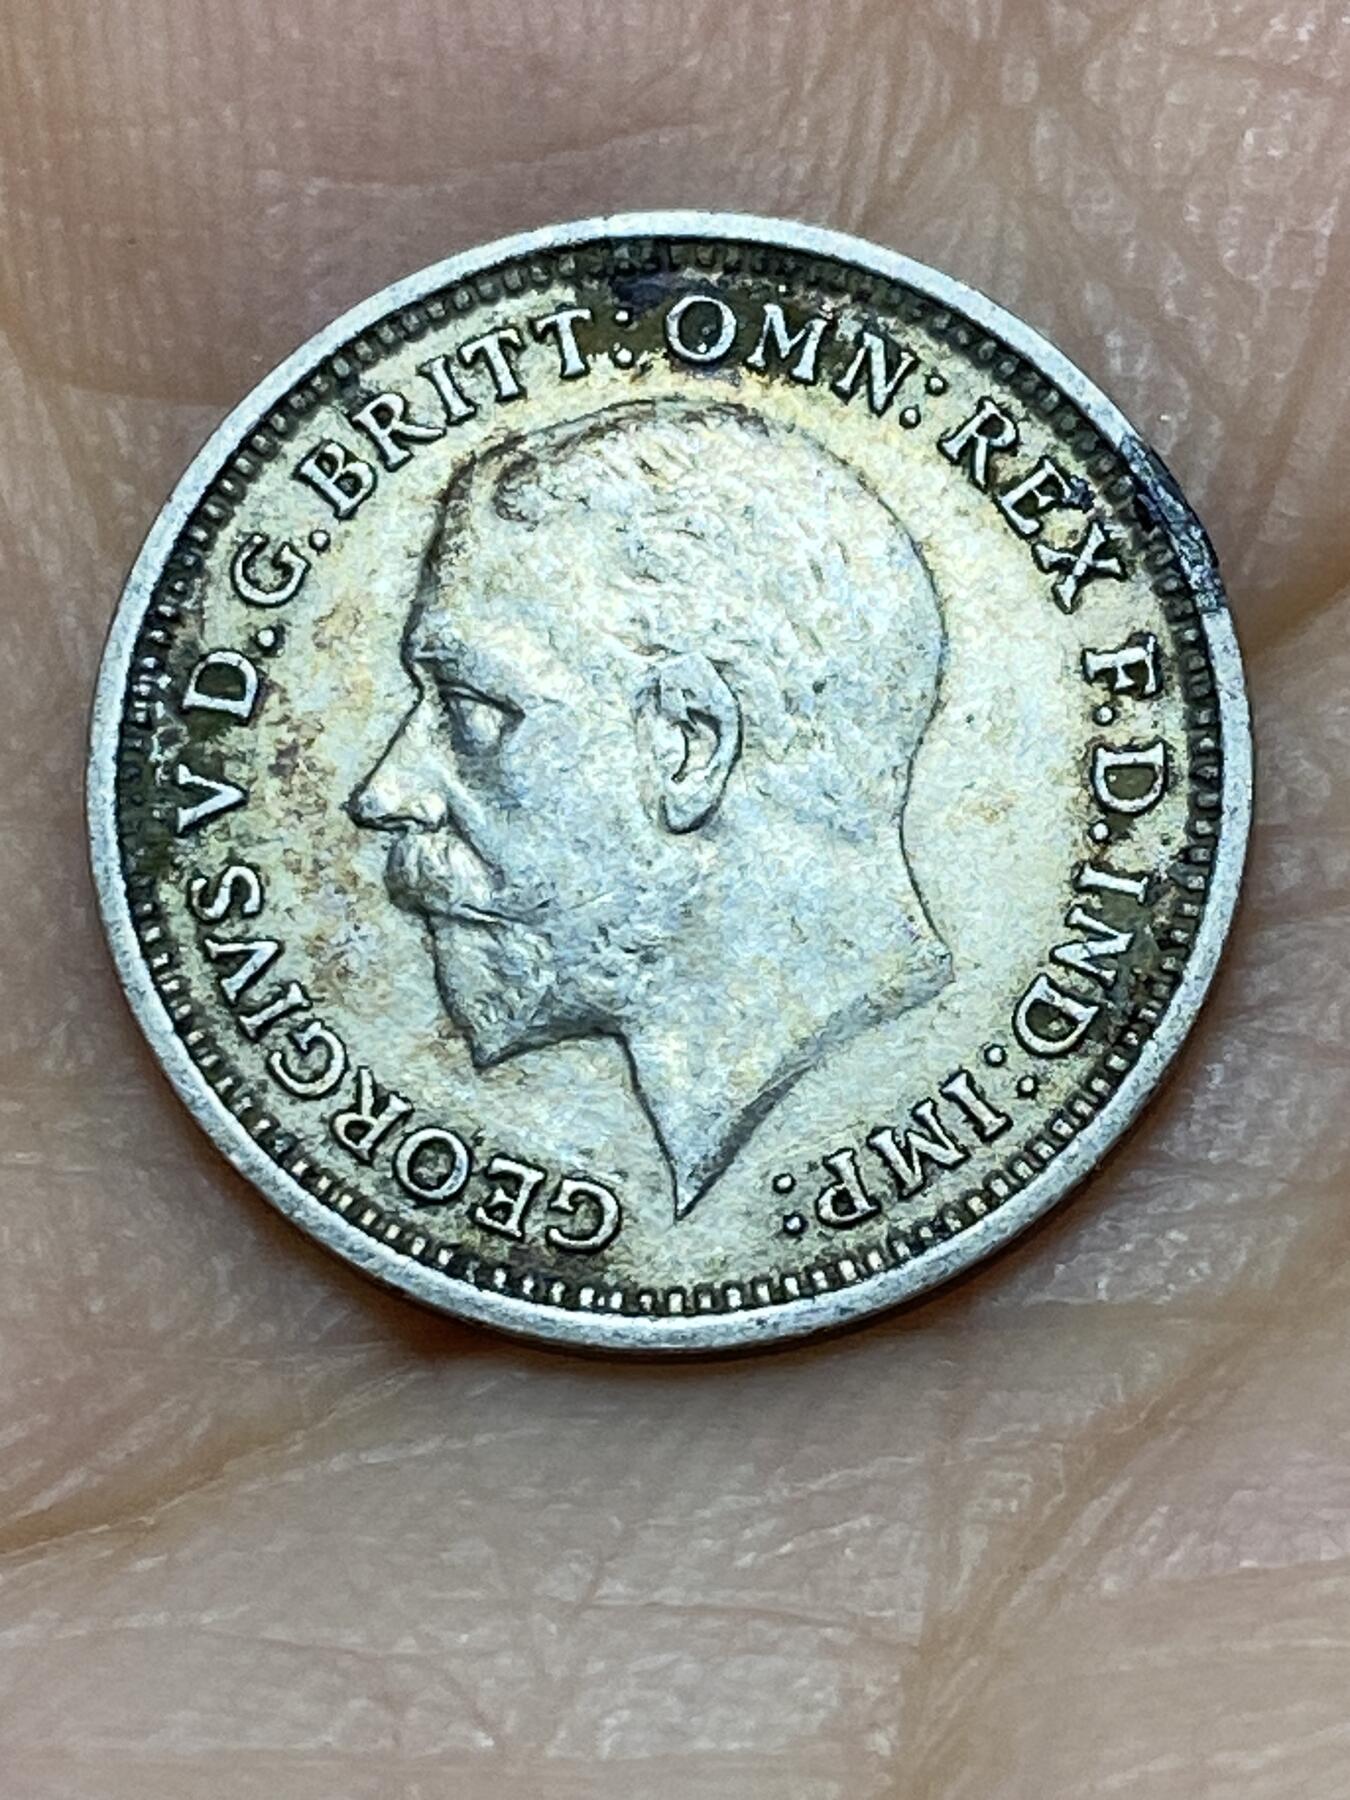 GEORGIVS V D.G.BRITT: OMN: REX F.D.IND: IMP: